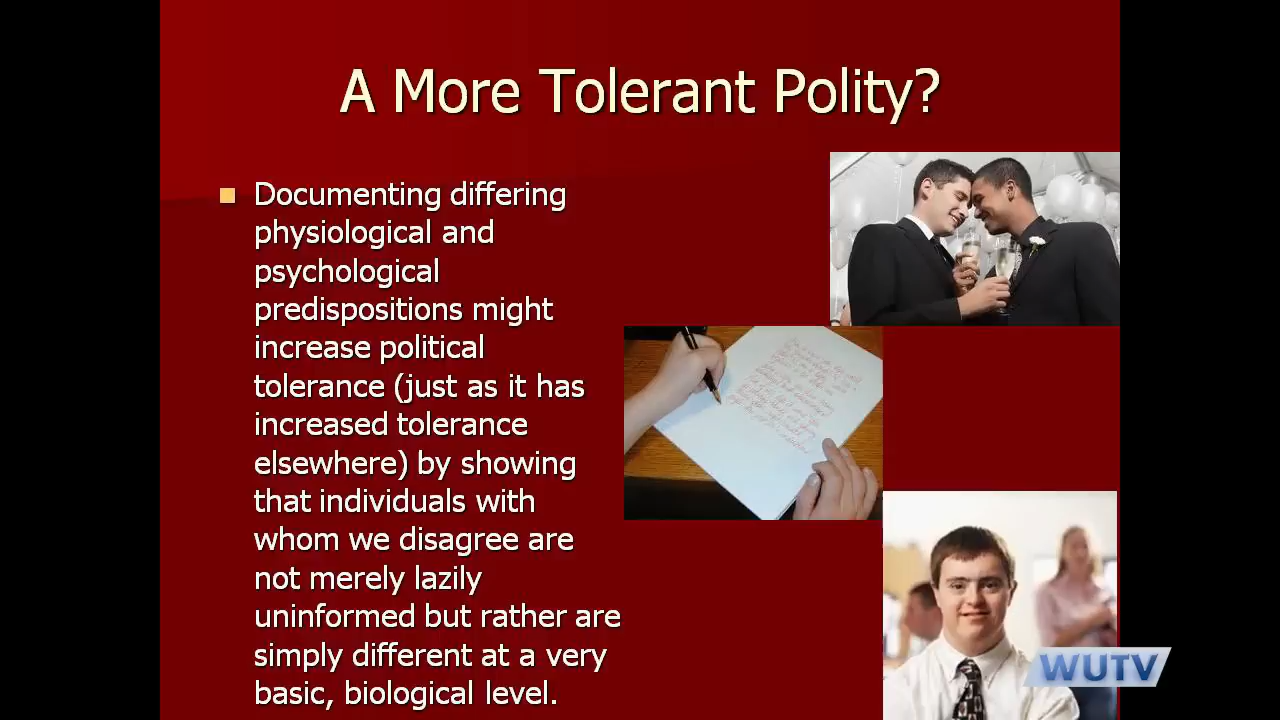 A More Tolerant Polity?
Documenting differing
physiological and
psychological
predispositions might
increase political
tolerance (just as it has
increased tolerance
elsewhere) by showing
that individuals with
whom we disagree are
not merely lazily
uninformed but rather are
simply different at a very
basic, biological level.
WUTV